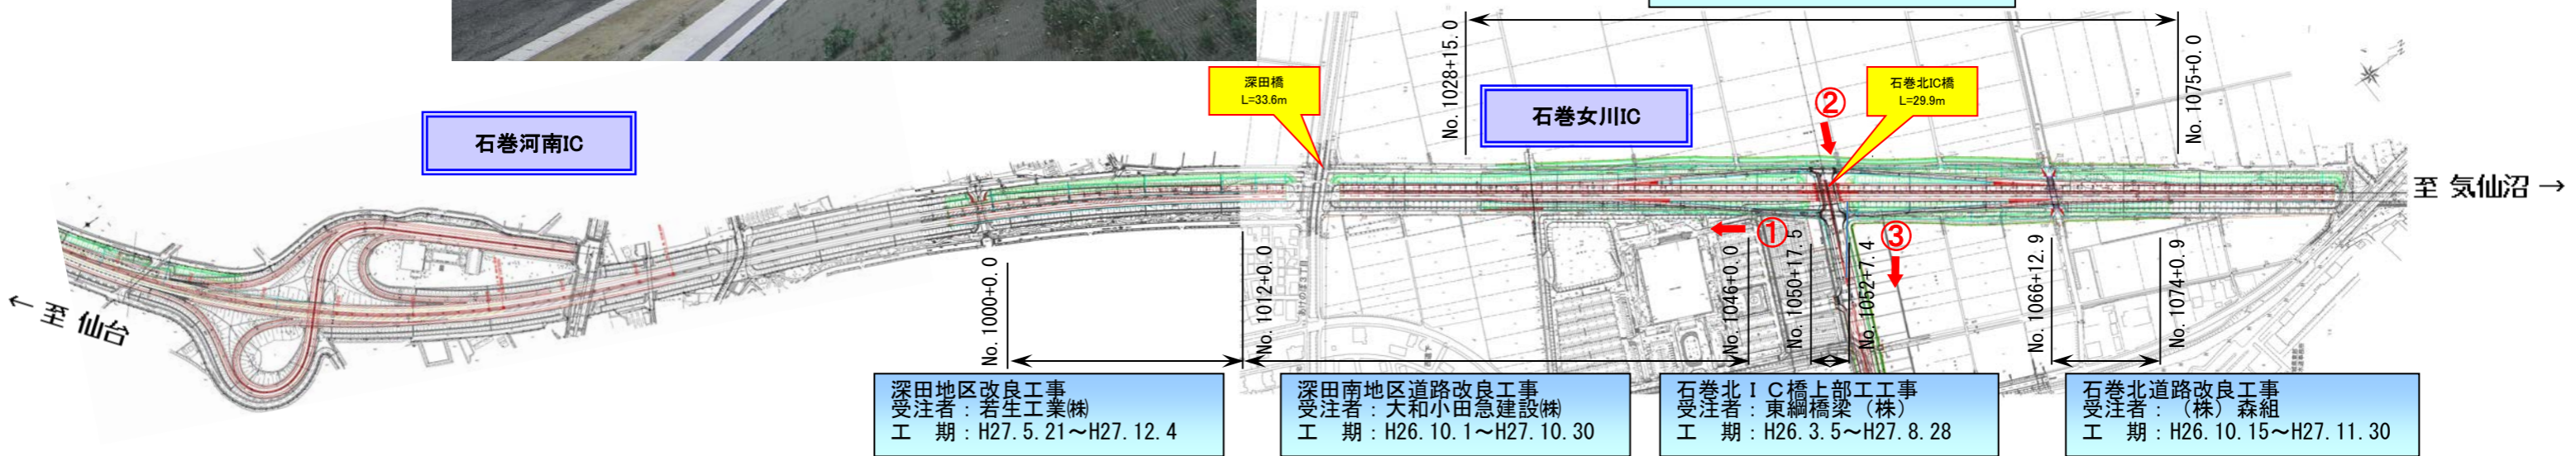 No. 1028+15.0
No. 1075+0.0
深田橋
L=33.6m
石巻北IC橋
L=29.9m
石巻河南IC
石巻女川IC
②
①
③
← 至 仙台
至 気仙沼 →
No. 1000+0.0
No. 1012+0.0
No. 1046+0.0
No. 1050+17.5
No. 1052+7.4
No. 1066+12.9
No. 1074+0.9
深田地区改良工事
受注者：若生工業㈱
工 期：H27.5.21～H27.12.4
深田南地区道路改良工事
受注者：大和小田急建設㈱
工 期：H26.10.1～H27.10.30
石巻北ＩＣ橋上部工工事
受注者：東綱橋梁（株）
工 期：H26.3.5～H27.8.28
石巻北道路改良工事
受注者：（株）森組
工 期：H26.10.15～H27.11.30